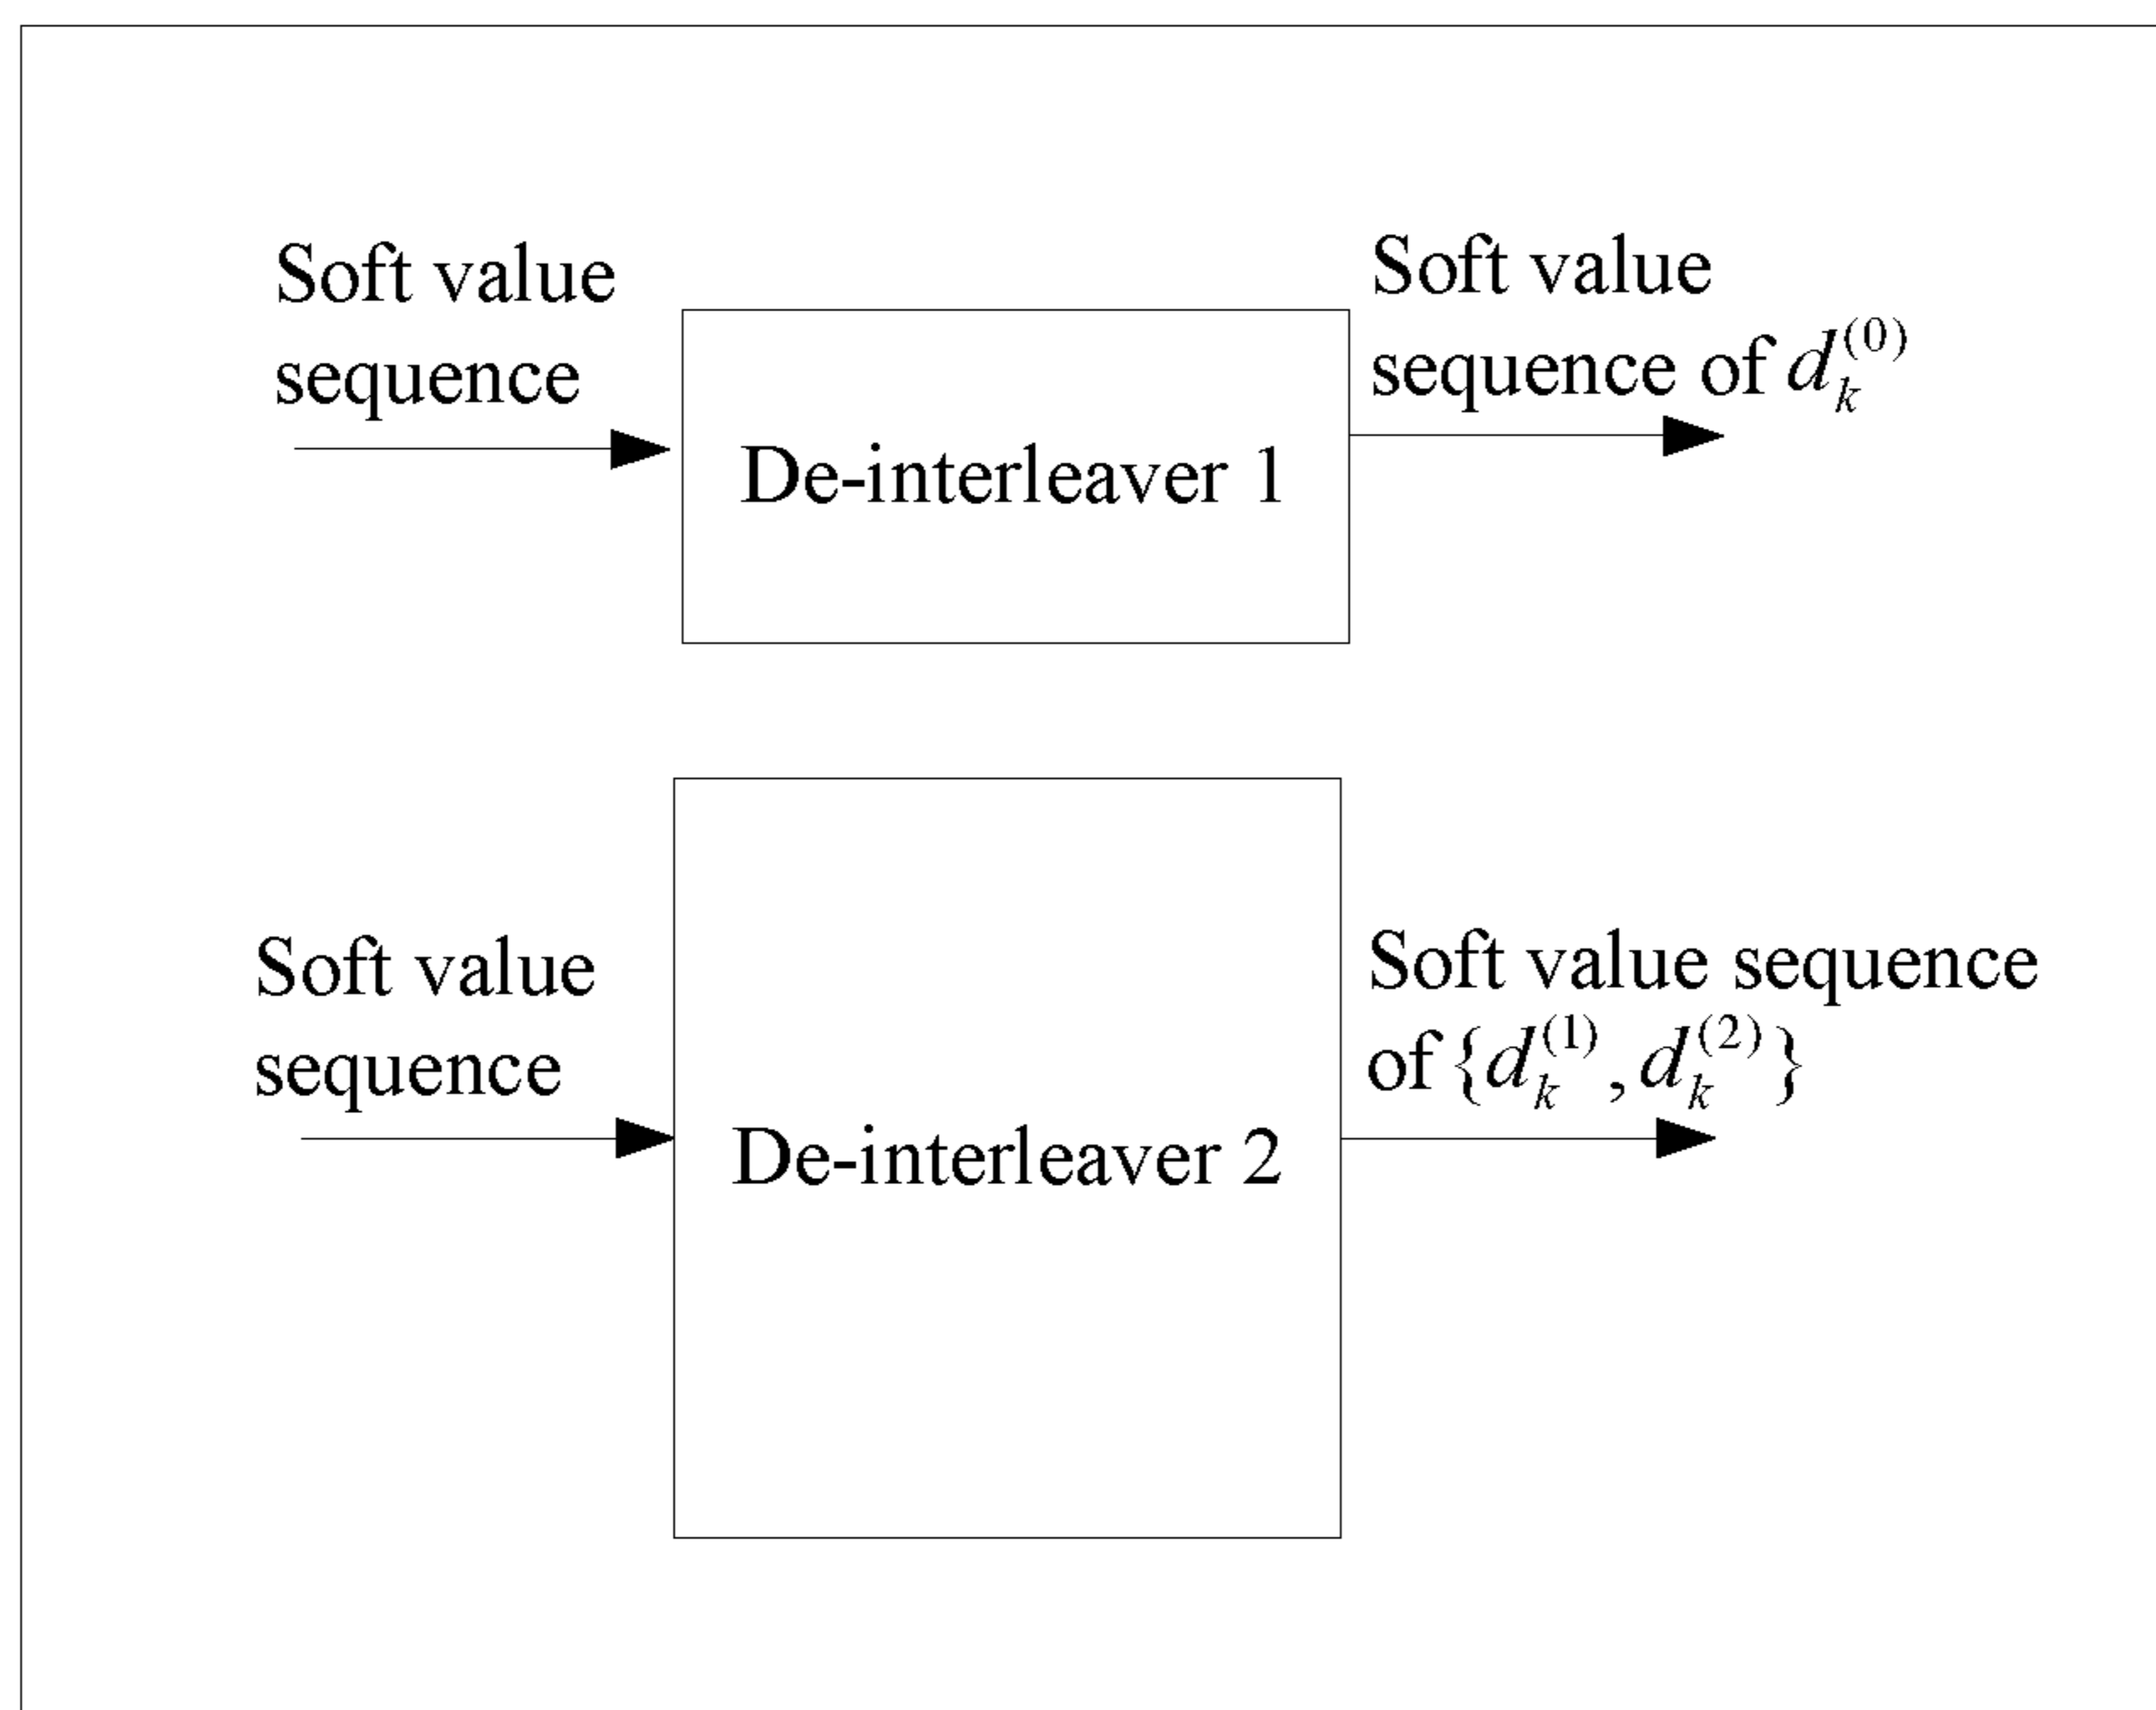 Soft value
sequence
De-interleaver 1
Soft value
sequence of $d_k^{(0)}$
Soft value
sequence
De-interleaver 2
Soft value sequence
of $\{d_k^{(1)}, d_k^{(2)}\}$